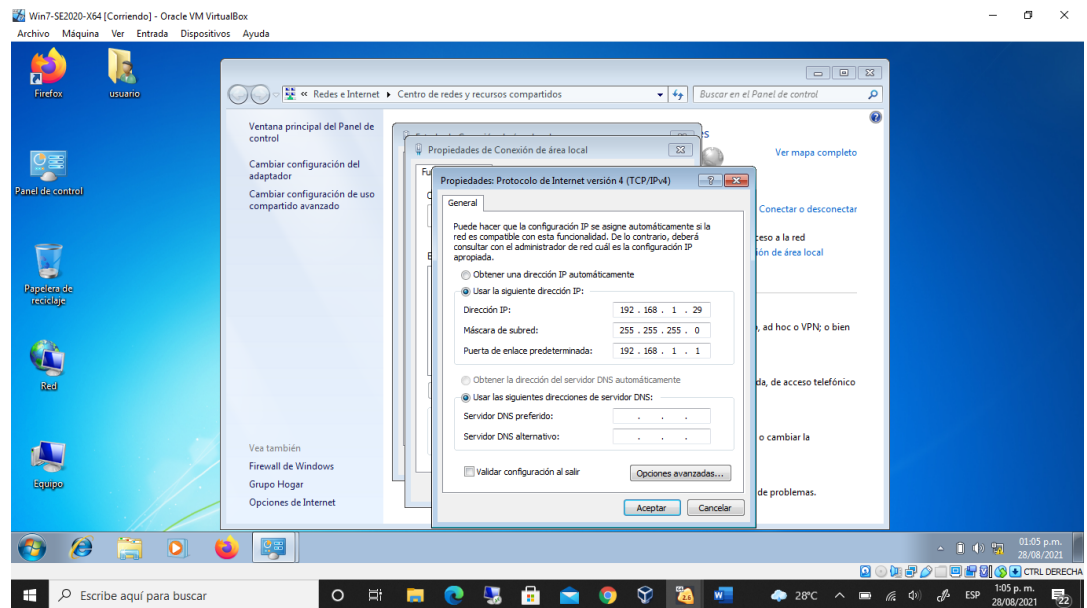 Win7-SE2020-X64 [Corriendo] - Oracle VM VirtualBox
Archivo Máquina Ver Entrada Dispositivos Ayuda
Firefox
usuario
Panel de control
Papelera de reciclaje
Red
Equipo
« Redes e Internet ▸ Centro de redes y recursos compartidos
Buscar en el Panel de control
Ventana principal del Panel de control
Cambiar configuración del adaptador
Cambiar configuración de uso compartido avanzado
Vea también
Firewall de Windows
Grupo Hogar
Opciones de Internet
Ver mapa completo
Conectar o desconectar
ceso a la red
ión de área local
, ad hoc o VPN; o bien
da, de acceso telefónico
o cambiar la
de problemas.
Propiedades de Conexión de área local
Fu
Propiedades: Protocolo de Internet versión 4 (TCP/IPv4)
General
Puede hacer que la configuración IP se asigne automáticamente si la
red es compatible con esta funcionalidad. De lo contrario, deberá
consultar con el administrador de red cuál es la configuración IP
apropiada.
Obtener una dirección IP automáticamente
Usar la siguiente dirección IP:
Dirección IP: 192 . 168 . 1 . 29
Máscara de subred: 255 . 255 . 255 . 0
Puerta de enlace predeterminada: 192 . 168 . 1 . 1
Obtener la dirección del servidor DNS automáticamente
Usar las siguientes direcciones de servidor DNS:
Servidor DNS preferido: . . .
Servidor DNS alternativo: . . .
Validar configuración al salir
Opciones avanzadas...
Aceptar
Cancelar
01:05 p.m.
28/08/2021
CTRL DERECHA
Escribe aquí para buscar
28°C
ESP
1:05 p. m.
28/08/2021
22